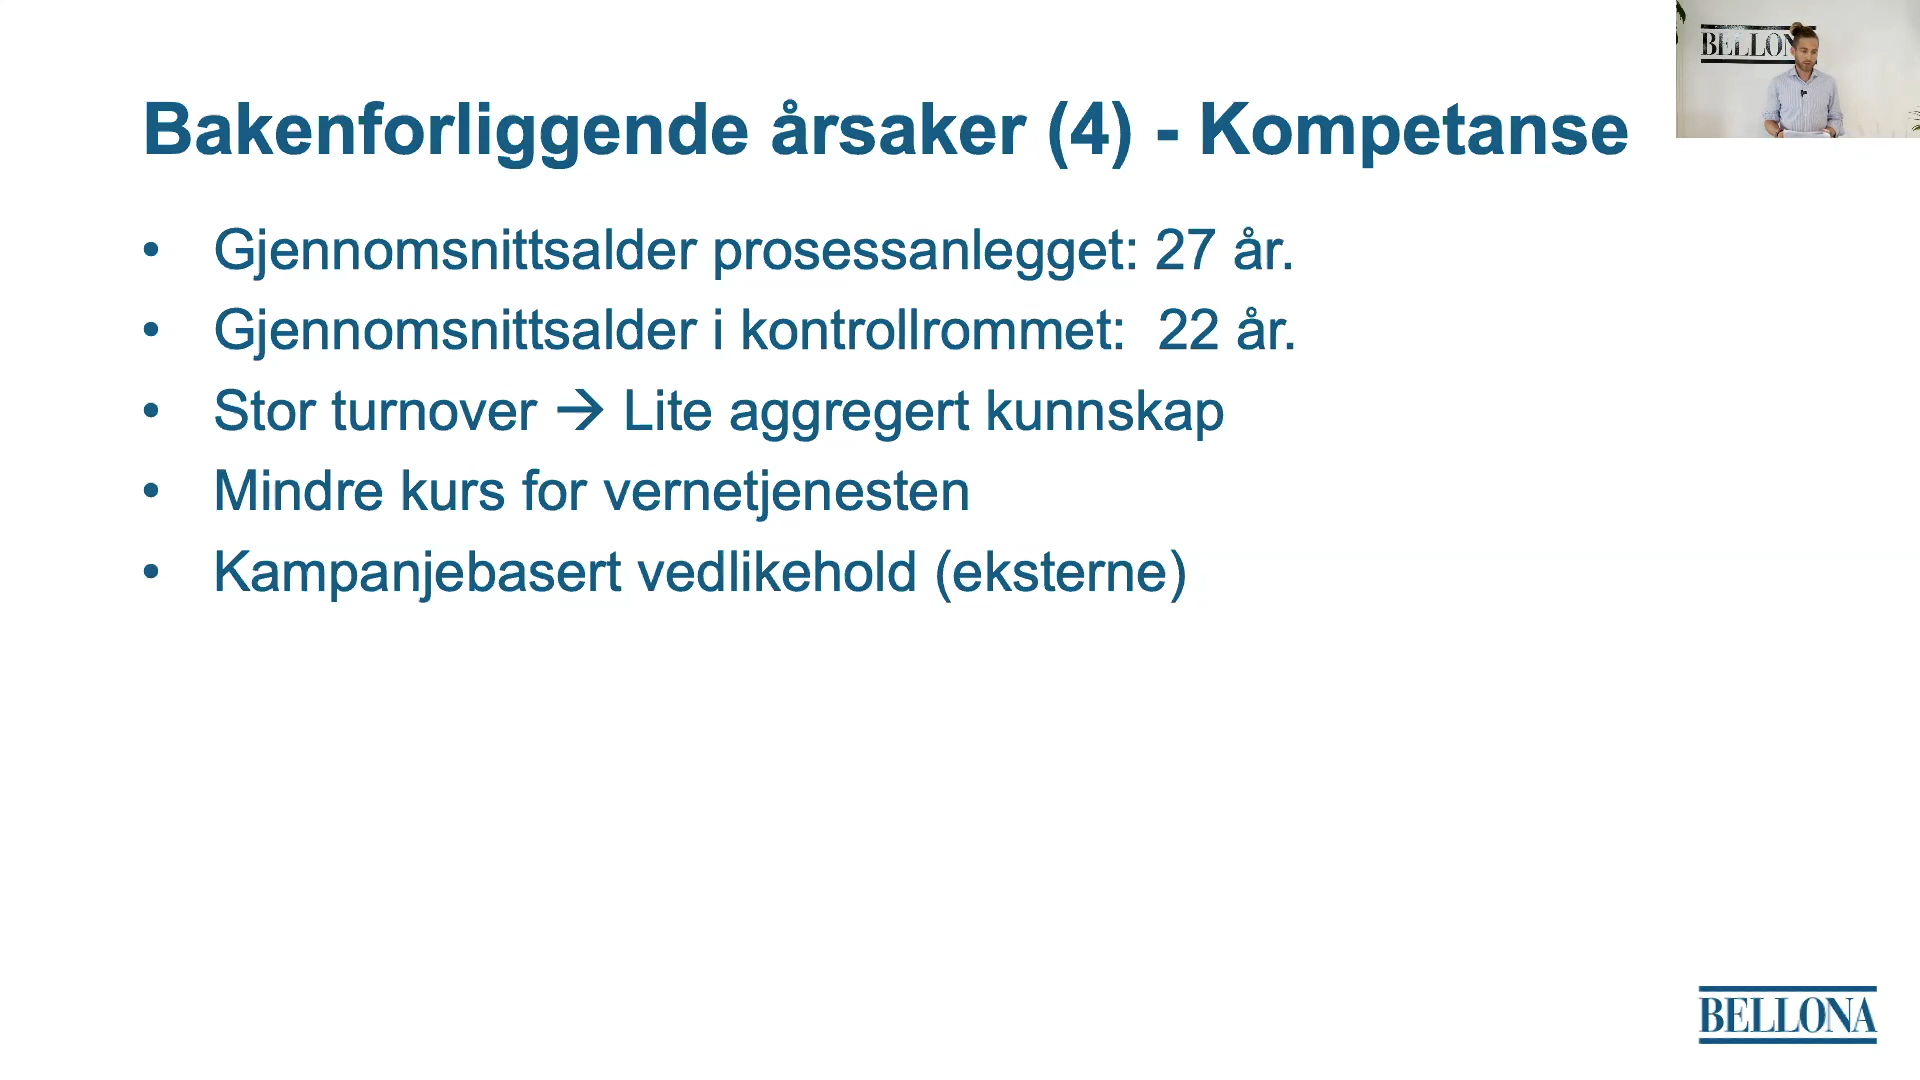 BELLON
Bakenforliggende årsaker (4) - Kompetanse
• Gjennomsnittsalder prosessanlegget: 27 år.
• Gjennomsnittsalder i kontrollrommet: 22 år.
• Stor turnover → Lite aggregert kunnskap
• Mindre kurs for vernetjenesten
• Kampanjebasert vedlikehold (eksterne)
BELLONA